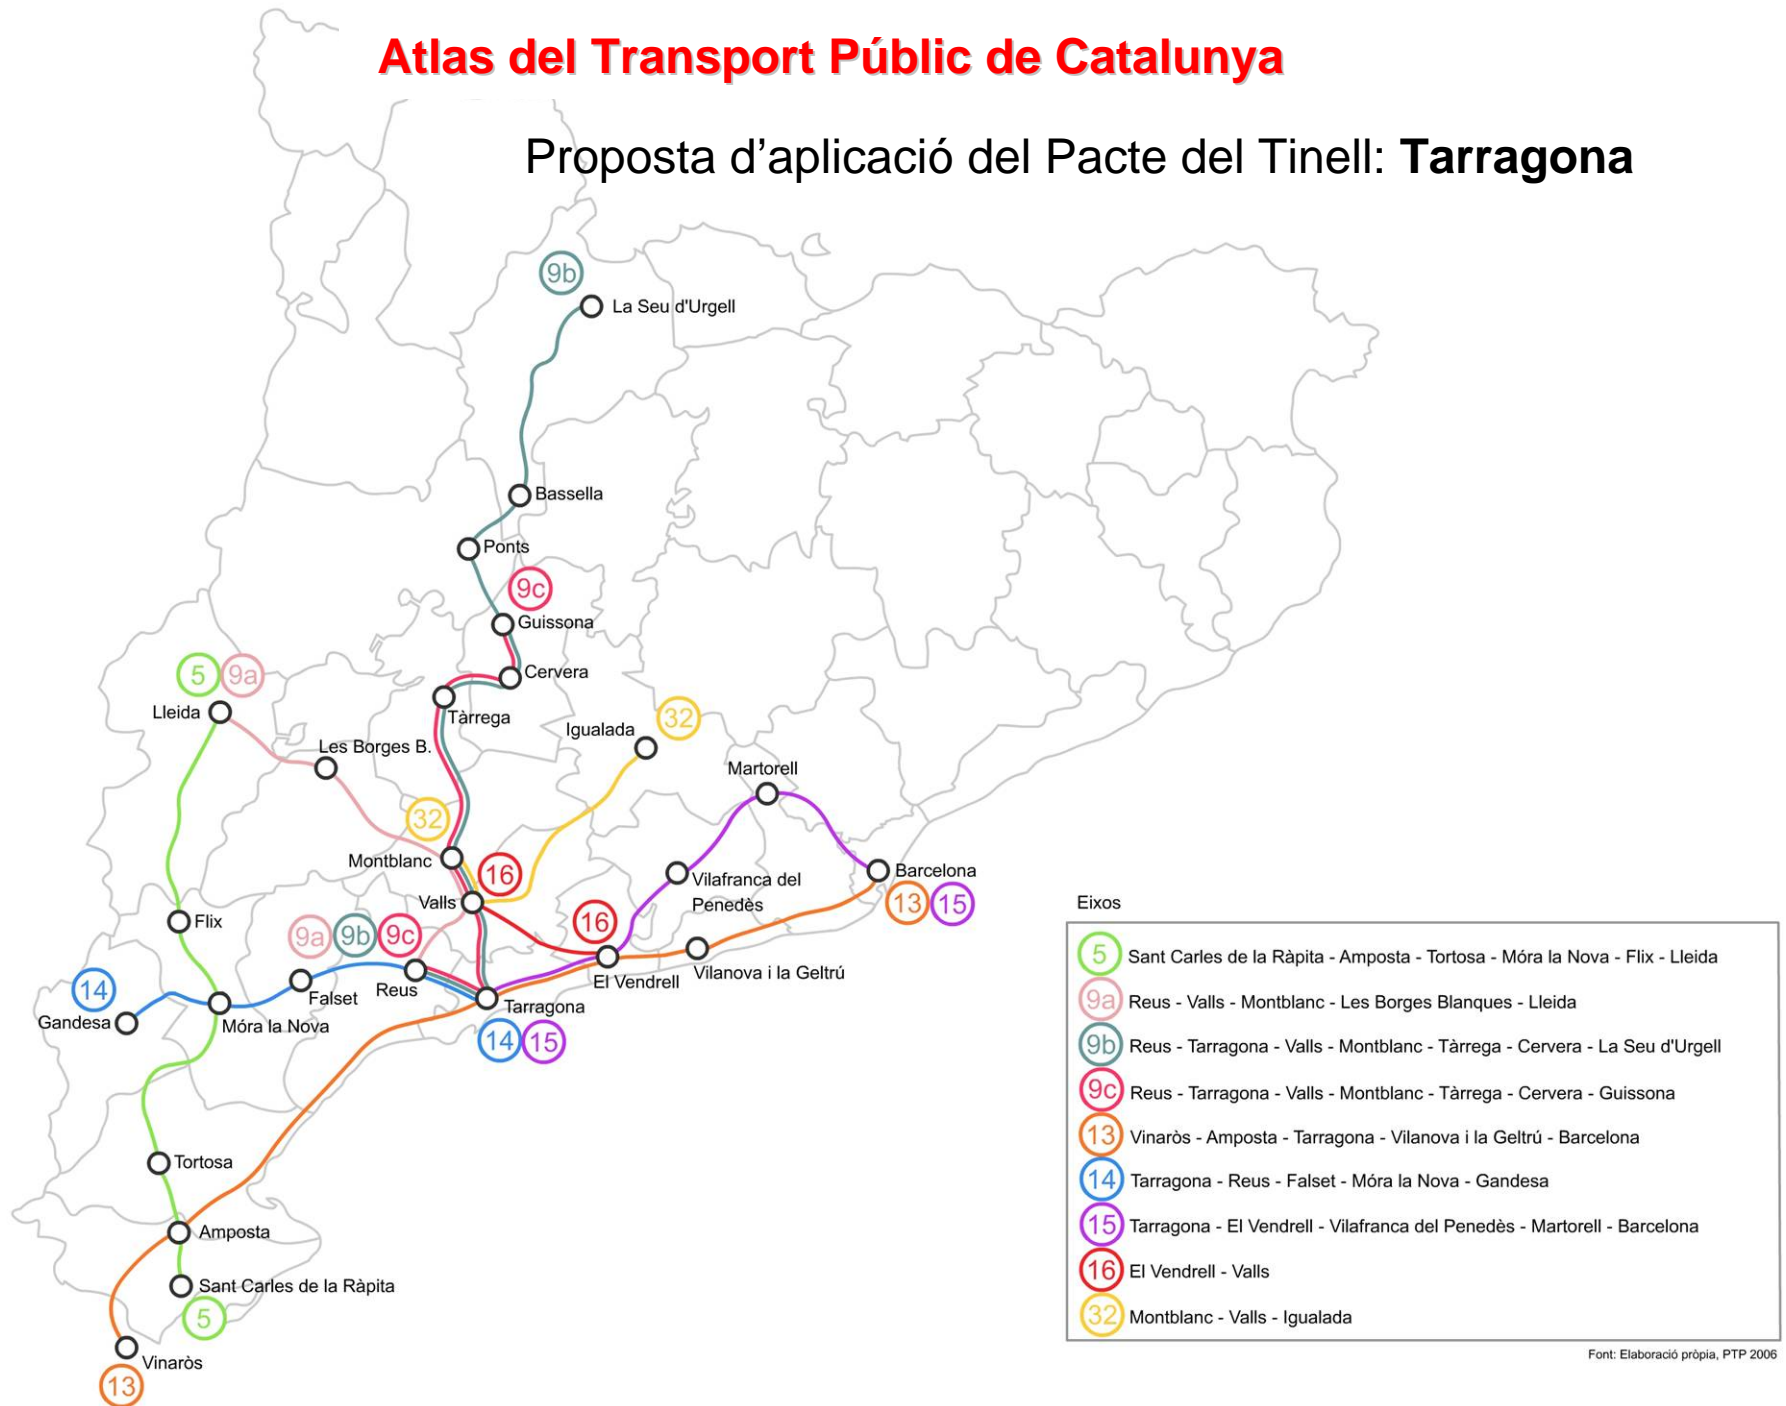 Atlas del Transport Públic de Catalunya
Proposta d'aplicació del Pacte del Tinell: Tarragona
9b
La Seu d'Urgell
Bassella
Ponts
9c
Guissona
Cervera
5
9a
Lleida
Tàrrega
Igualada
32
Les Borges B.
Martorell
32
Montblanc
16
Valls
Vilafranca del
Penedès
Barcelona
13
15
Flix
9a
9b
9c
16
14
Gandesa
Móra la Nova
Falset
Reus
Tarragona
El Vendrell
Vilanova i la Geltrú
14
15
Tortosa
Amposta
Sant Carles de la Ràpita
5
Vinaròs
13
Eixos
5 Sant Carles de la Ràpita - Amposta - Tortosa - Móra la Nova - Flix - Lleida
9a Reus - Valls - Montblanc - Les Borges Blanques - Lleida
9b Reus - Tarragona - Valls - Montblanc - Tàrrega - Cervera - La Seu d'Urgell
9c Reus - Tarragona - Valls - Montblanc - Tàrrega - Cervera - Guissona
13 Vinaròs - Amposta - Tarragona - Vilanova i la Geltrú - Barcelona
14 Tarragona - Reus - Falset - Móra la Nova - Gandesa
15 Tarragona - El Vendrell - Vilafranca del Penedès - Martorell - Barcelona
16 El Vendrell - Valls
32 Montblanc - Valls - Igualada
Font: Elaboració pròpia, PTP 2006